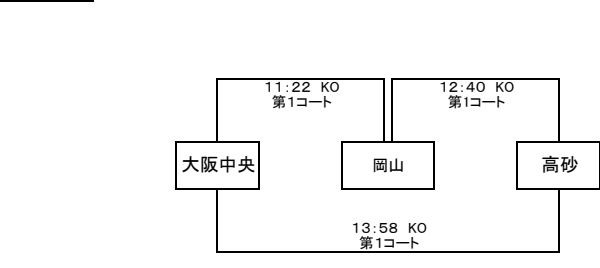 11:22 KO
第1コート
12:40 KO
第1コート
大阪中央
岡山
高砂
13:58 KO
第1コート